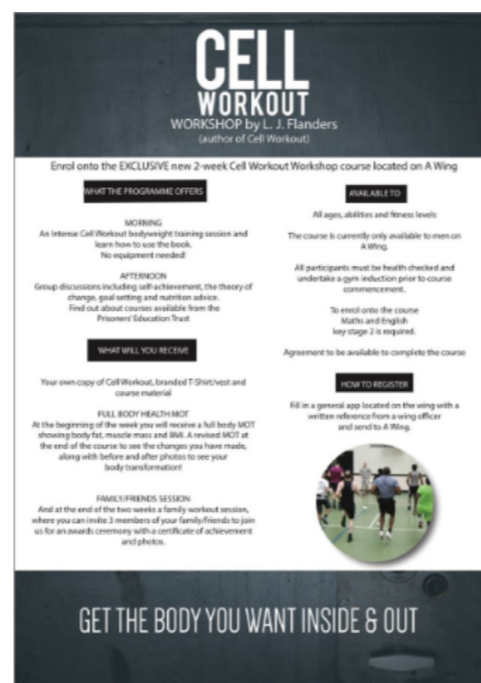 CELL
WORKOUT
WORKSHOP by L. J. Flanders
(author of Cell Workout)
Enrol onto the EXCLUSIVE new 2-week Cell Workout Workshop course located on A Wing
WHAT THE PROGRAMME OFFERS
MORNING
An Intense Cell Workout bodyweight training session and
learn how to use the book.
No equipment needed!
AFTERNOON
Group discussions including self-achievement, the theory of
change, goal setting and nutrition advice.
Find out about courses available from the
Prisoners' Education Trust
WHAT WILL YOU RECEIVE
Your own copy of Cell Workout, branded T-Shirt/vest and
course material
FULL BODY HEALTH MOT
At the beginning of the week you will receive a full body MOT
showing body fat, muscle mass and BMI. A revised MOT at
the end of the course to see the changes you have made,
along with before and after photos to see your
body transformation!
FAMILY/FRIENDS SESSION
And at the end of the two weeks a family workout session,
where you can invite 3 members of your family/friends to join
us for an awards ceremony with a certificate of achievement
and photos.
AVAILABLE TO
All ages, abilities and fitness levels
The course is currently only available to men on
A Wing.
All participants must be health checked and
undertake a gym induction prior to course
commencement.
To enrol onto the course
Maths and English
key stage 2 is required.
Agreement to be available to complete the course
HOW TO REGISTER
Fill in a general app located on the wing with a
written reference from a wing officer
and send to A Wing.
GET THE BODY YOU WANT INSIDE & OUT